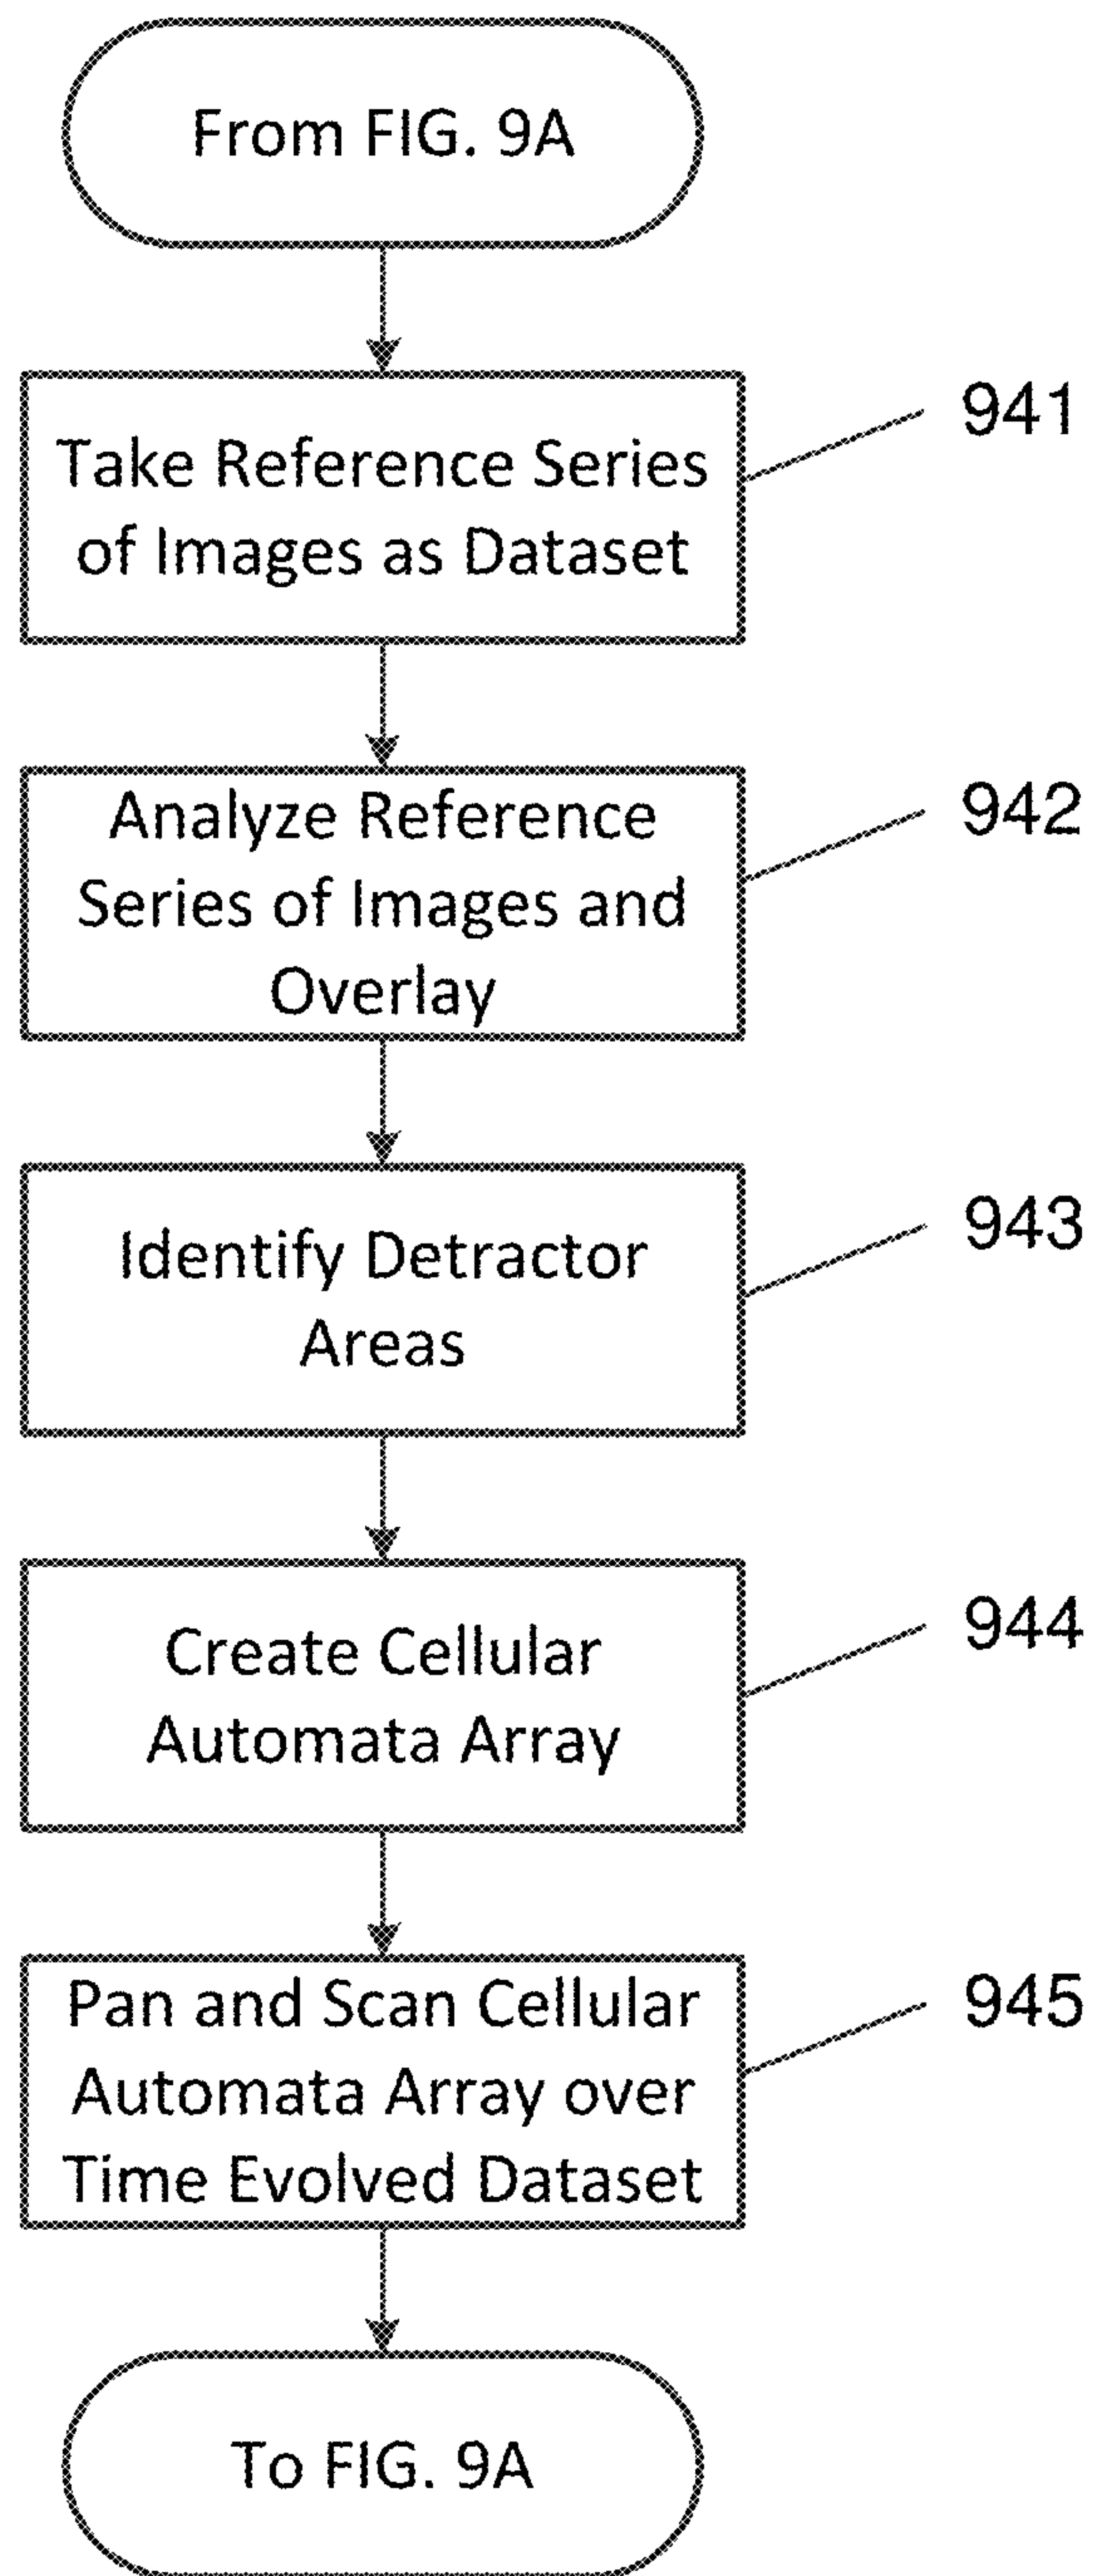 From FIG. 9A
Take Reference Series
of Images as Dataset
941
Analyze Reference
Series of Images and
Overlay
942
Identify Detractor
Areas
943
Create Cellular
Automata Array
944
Pan and Scan Cellular
Automata Array over
Time Evolved Dataset
945
To FIG. 9A